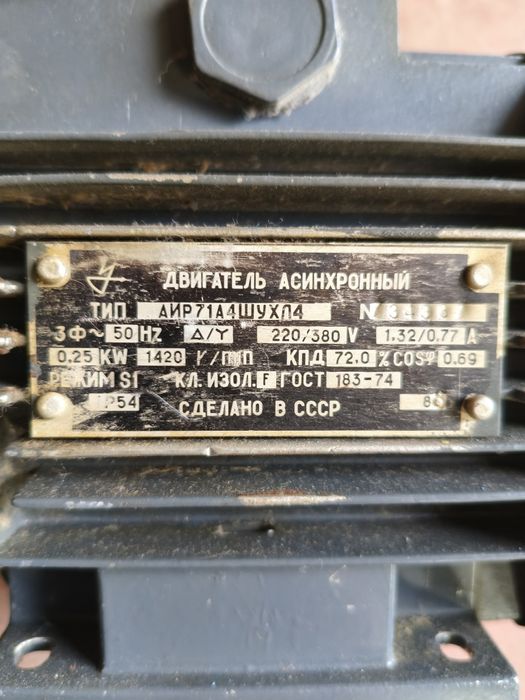 ДВИГАТЕЛЬ АСИНХРОННЫЙ
ТИП АИР71А4ШУХЛ4 N
3Ф~ 50 HZ Δ/Y 220/380 V 1.32/0.77 A
0.25 KW 1420 r/min КПД 72.0 % COSφ 0.69
РЕЖИМ S1 КЛ. ИЗОЛ. F ГОСТ 183-74
IP54 СДЕЛАНО В СССР